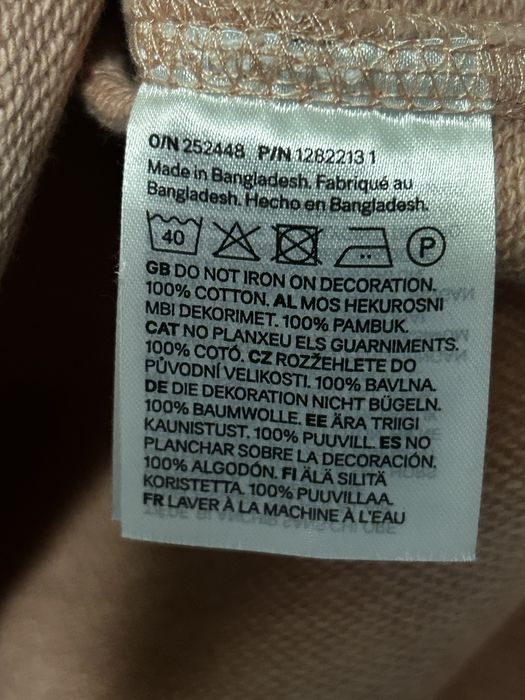 O/N 252448 P/N 1282213 1
Made in Bangladesh. Fabriqué au
Bangladesh. Hecho en Bangladesh.
40 P
GB DO NOT IRON ON DECORATION.
100% COTTON. AL MOS HEKUROSNI
MBI DEKORIMET. 100% PAMBUK.
CAT NO PLANXEU ELS GUARNIMENTS.
100% COTÓ. CZ ROZŽEHLETE DO
PŮVODNÍ VELIKOSTI. 100% BAVLNA.
DE DIE DEKORATION NICHT BÜGELN.
100% BAUMWOLLE. EE ÄRA TRIIGI
KAUNISTUST. 100% PUUVILL. ES NO
PLANCHAR SOBRE LA DECORACIÓN.
100% ALGODÓN. FI ÄLÄ SILITÄ
KORISTETTA. 100% PUUVILLAA.
FR LAVER À LA MACHINE À L'EAU